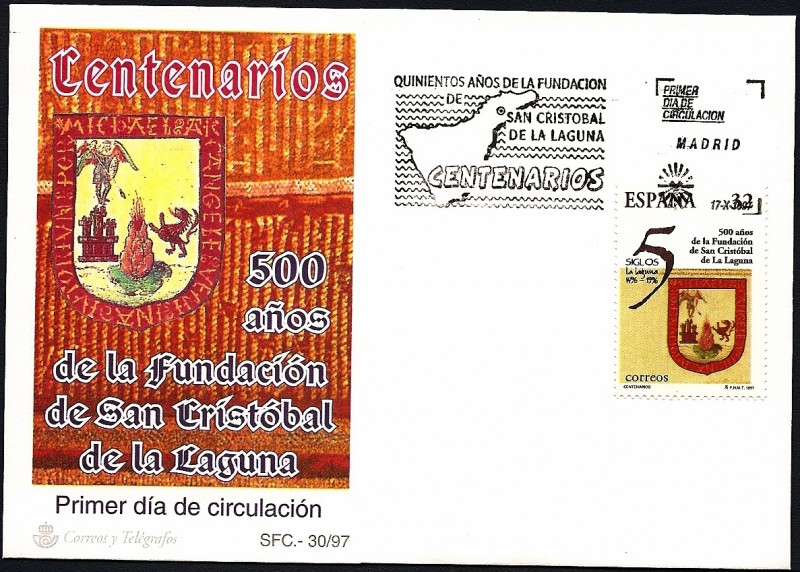 Centenarios
MICHAEL ARCANGELE VENI IN A
500
años
de la Fundación
de San Cristóbal
de la Laguna
Primer día de circulación
Correos y Telégrafos
SFC.- 30/97
QUINIENTOS AÑOS DE LA FUNDACION
DE
SAN CRISTOBAL
DE LA LAGUNA
CENTENARIOS
PRIMER
DIA DE
CIRCULACION
MADRID
17-X-1997
ESPAÑA 32
500 años
de la Fundación
de San Cristóbal
de La Laguna
5
SIGLOS
La Laguna
1496 - 1996
correos
CENTENARIOS
F.N.M.T. 1997